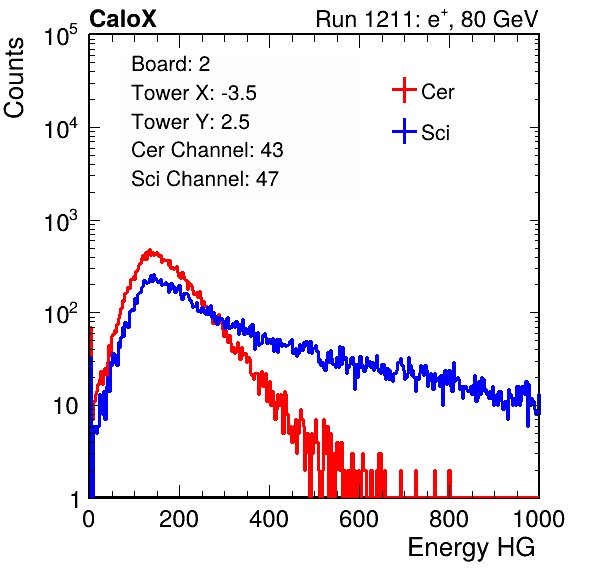 CaloX Run 1211: e⁺, 80 GeV
Counts
10⁵
10⁴
10³
10²
10
1
Board: 2
Tower X: -3.5
Tower Y: 2.5
Cer Channel: 43
Sci Channel: 47
Cer
Sci
0 200 400 600 800 1000
Energy HG